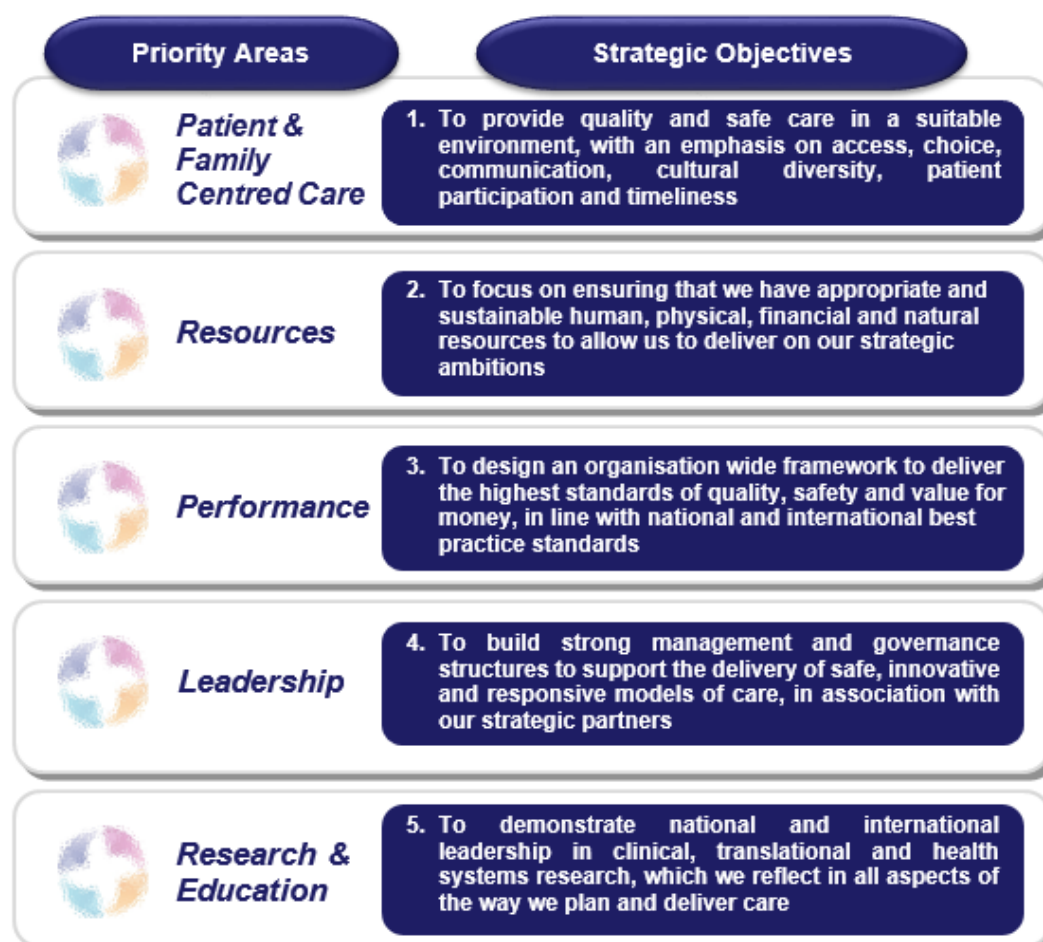 Priority Areas
Strategic Objectives
Patient &
Family
Centred Care
1. To provide quality and safe care in a suitable
environment, with an emphasis on access, choice,
communication, cultural diversity, patient
participation and timeliness
Resources
2. To focus on ensuring that we have appropriate and
sustainable human, physical, financial and natural
resources to allow us to deliver on our strategic
ambitions
Performance
3. To design an organisation wide framework to deliver
the highest standards of quality, safety and value for
money, in line with national and international best
practice standards
Leadership
4. To build strong management and governance
structures to support the delivery of safe, innovative
and responsive models of care, in association with
our strategic partners
Research &
Education
5. To demonstrate national and international
leadership in clinical, translational and health
systems research, which we reflect in all aspects of
the way we plan and deliver care